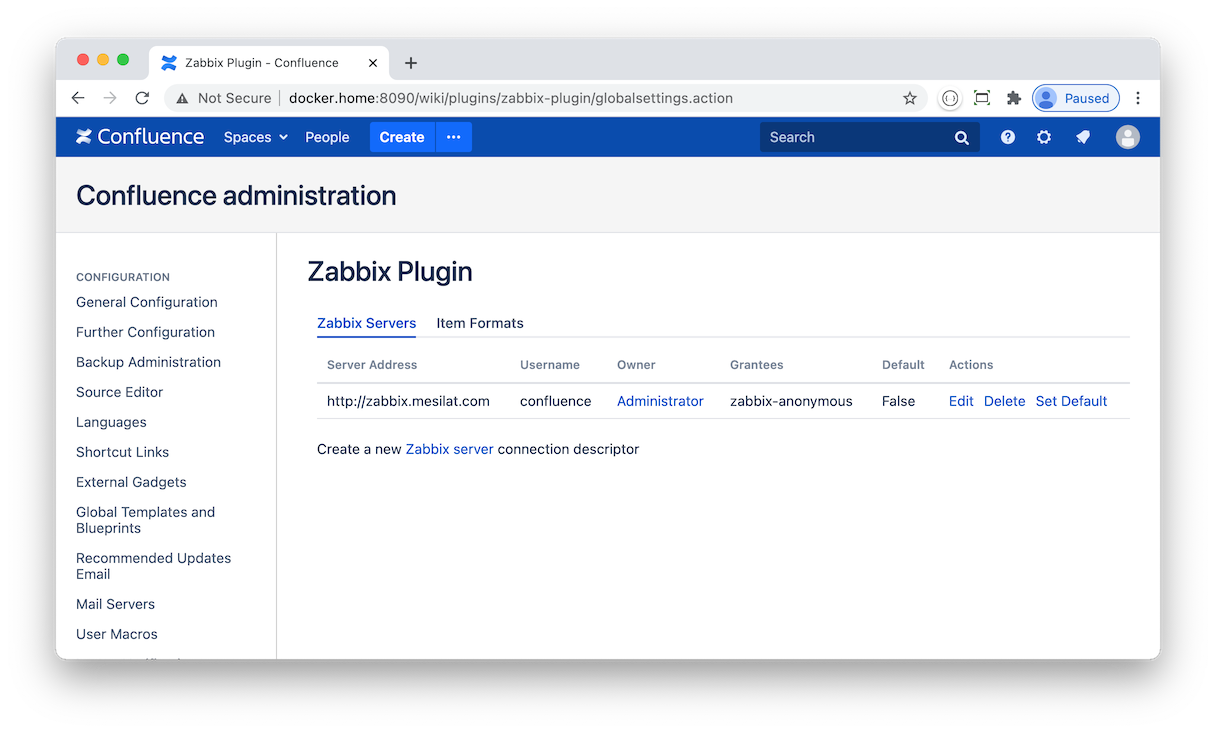 Zabbix Plugin - Confluence
Not Secure docker.home:8090/wiki/plugins/zabbix-plugin/globalsettings.action Paused
Confluence Spaces People Create Search
Confluence administration
CONFIGURATION
General Configuration
Further Configuration
Backup Administration
Source Editor
Languages
Shortcut Links
External Gadgets
Global Templates and
Blueprints
Recommended Updates
Email
Mail Servers
User Macros
Zabbix Plugin
Zabbix Servers Item Formats
Server Address Username Owner Grantees Default Actions
http://zabbix.mesilat.com confluence Administrator zabbix-anonymous False Edit Delete Set Default
Create a new Zabbix server connection descriptor